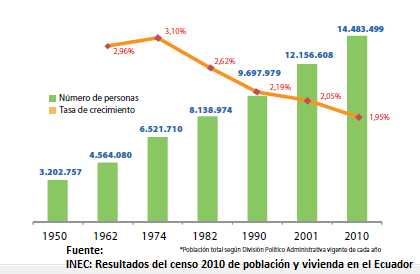 14.483.499
3,10%
12.156.608
2,96%
2,62%
9.697.979
2,19%
2,05%
1,95%
Número de personas
Tasa de crecimiento
8.138.974
6.521.710
4.564.080
3.202.757
1950 1962 1974 1982 1990 2001 2010
Fuente: *Población total según División Político Administrativa vigente de cada año
INEC: Resultados del censo 2010 de población y vivienda en el Ecuador